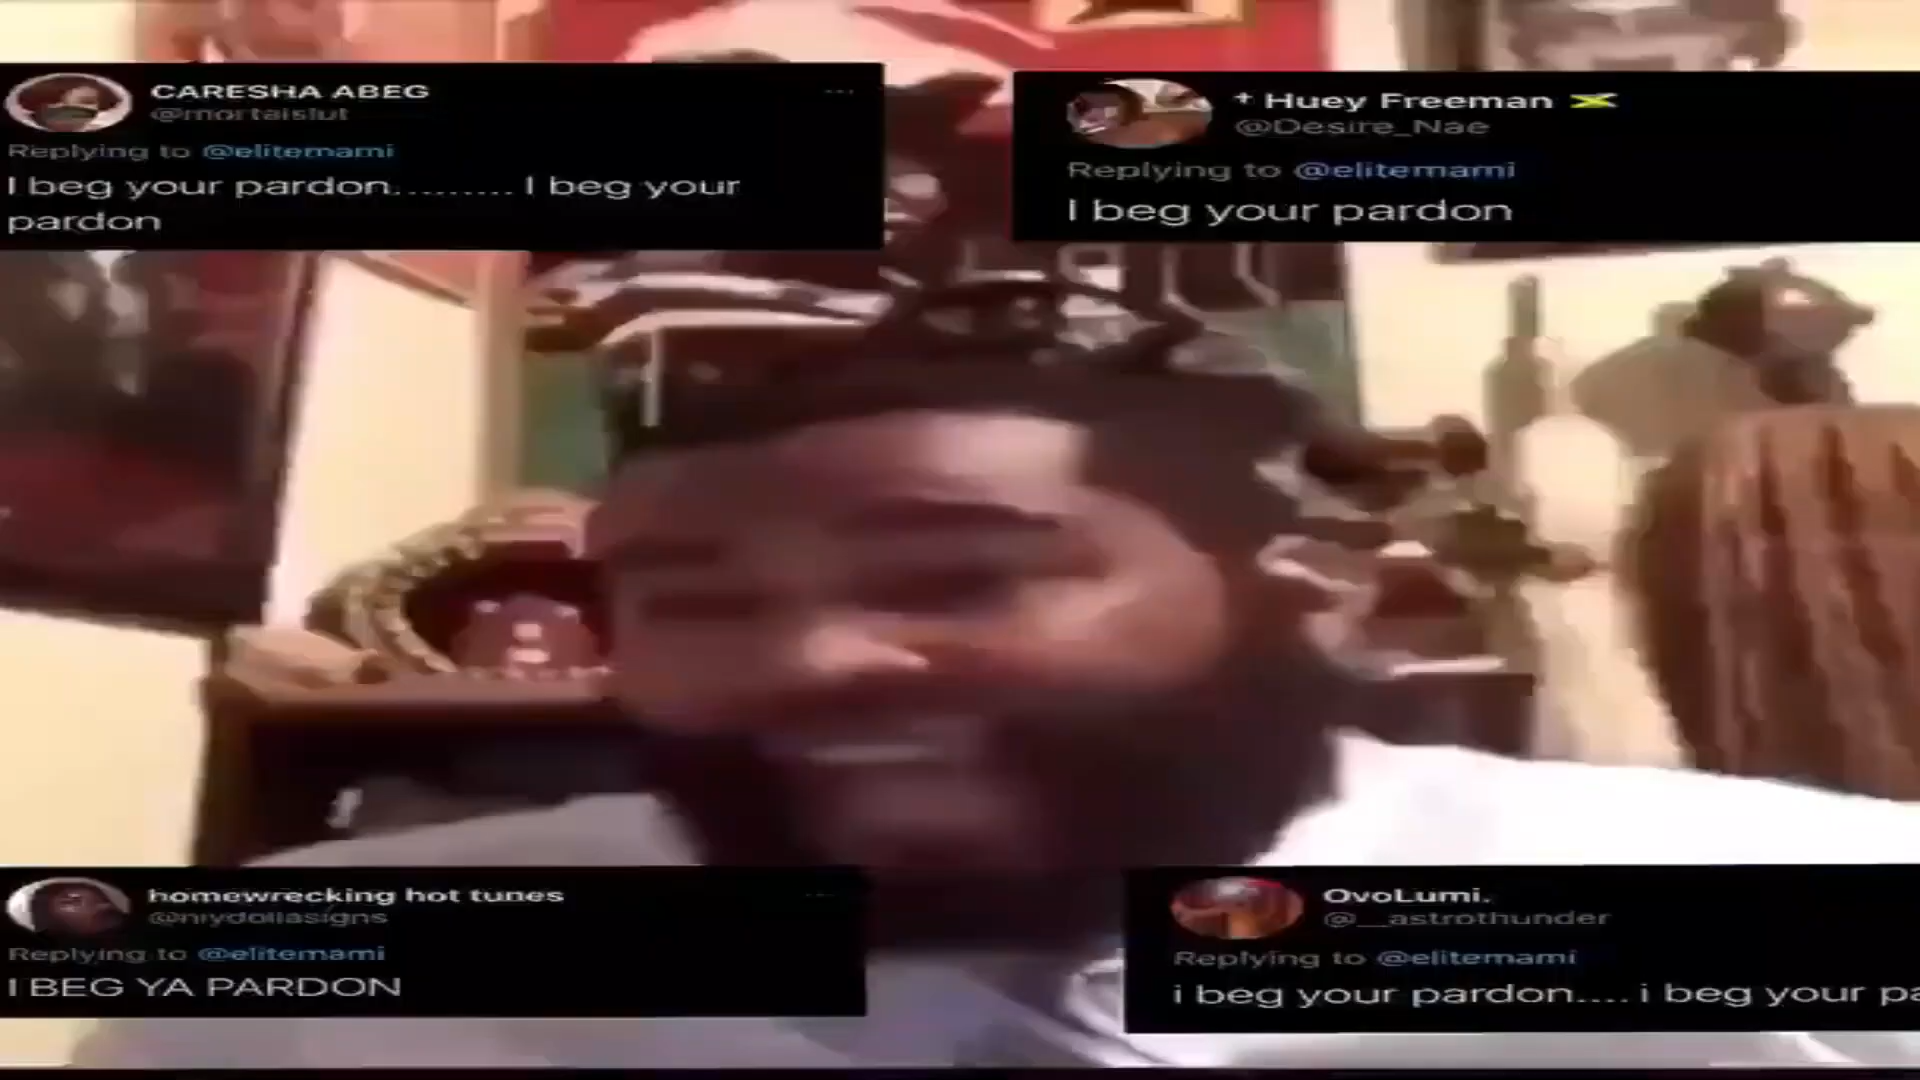 CARESHA ABEG
@mortalslut
Replying to @elitemami
I beg your pardon.......... I beg your
pardon
+ Huey Freeman
@Desire_Nae
Replying to @elitemami
I beg your pardon
homewrecking hot tunes
Replying to @elitemami
I BEG YA PARDON
OvoLumi.
@__astrothunder
Replying to @elitemami
i beg your pardon.... i beg your pa